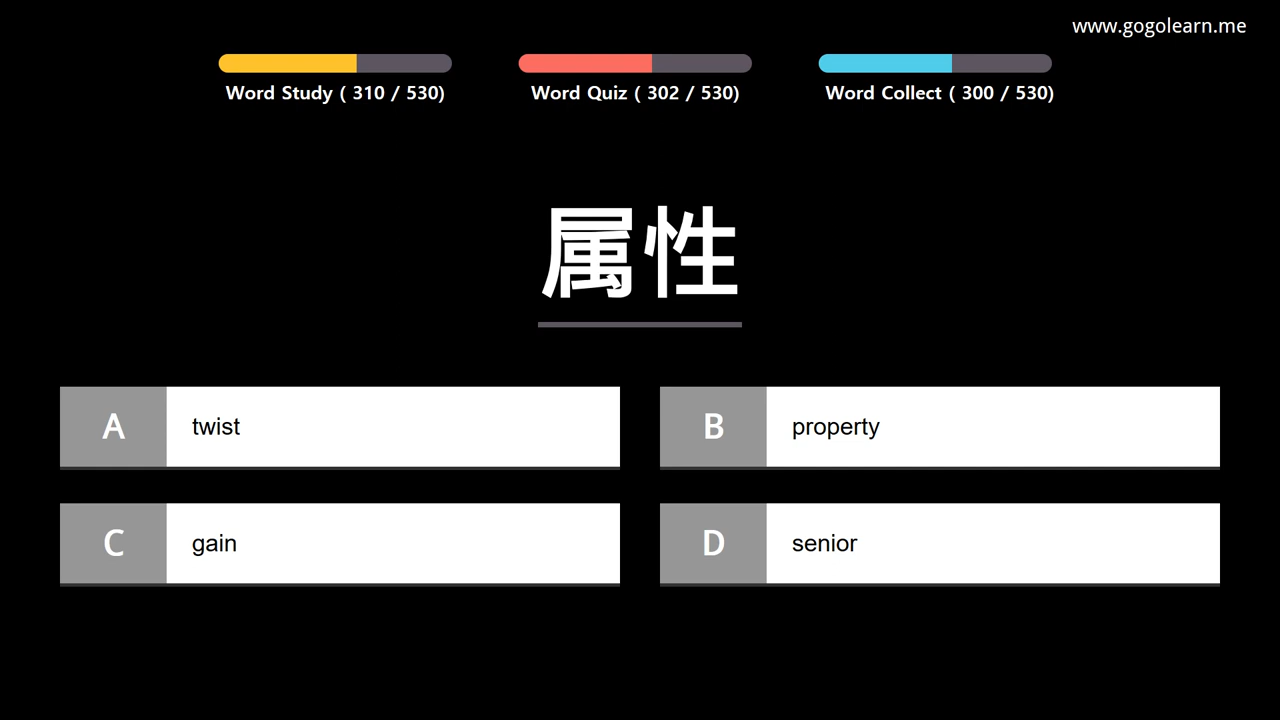 www.gogolearn.me
Word Study ( 310 / 530)
Word Quiz ( 302 / 530)
Word Collect ( 300 / 530)
属性
A twist
B property
C gain
D senior